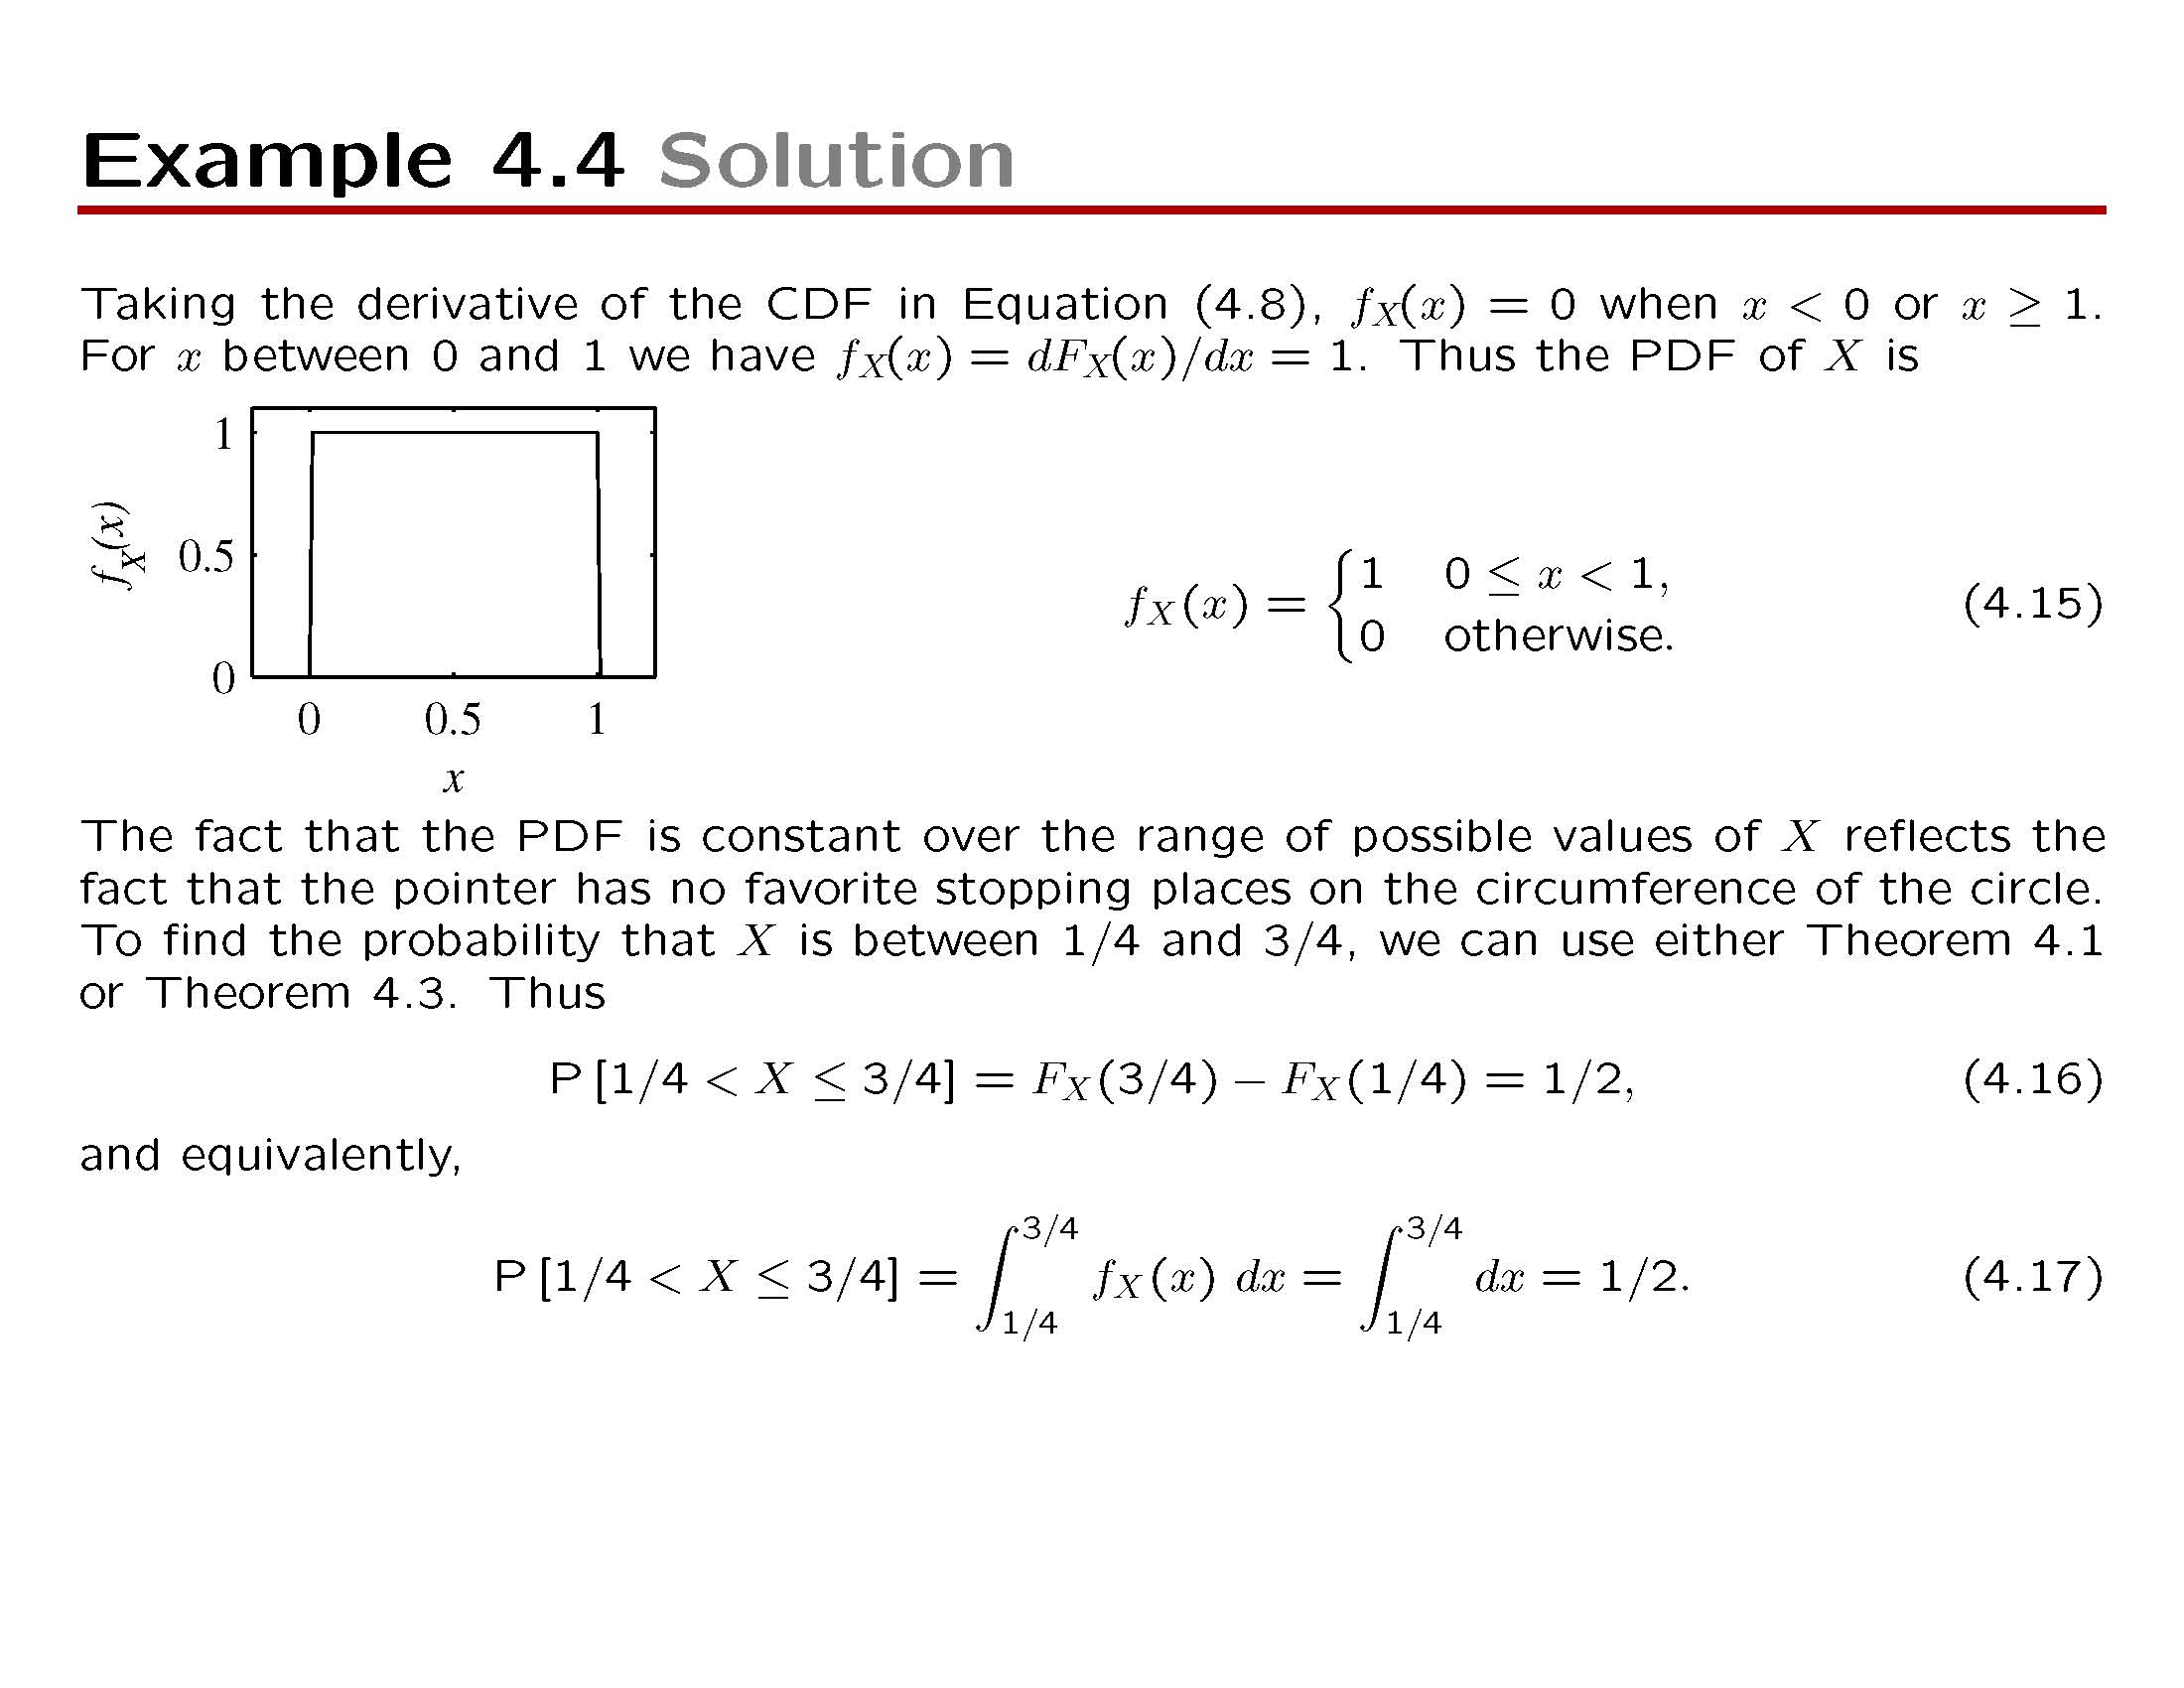 Example 4.4 Solution
Taking the derivative of the CDF in Equation (4.8), f_X(x) = 0 when x < 0 or x ≥ 1.
For x between 0 and 1 we have f_X(x) = dF_X(x)/dx = 1. Thus the PDF of X is
1
0.5
0
f_X(x)
0 0.5 1
x
f_X(x) = { 1 0 ≤ x < 1,
0 otherwise.
(4.15)
The fact that the PDF is constant over the range of possible values of X reflects the
fact that the pointer has no favorite stopping places on the circumference of the circle.
To find the probability that X is between 1/4 and 3/4, we can use either Theorem 4.1
or Theorem 4.3. Thus
P [1/4 < X ≤ 3/4] = F_X(3/4) − F_X(1/4) = 1/2, (4.16)
and equivalently,
P [1/4 < X ≤ 3/4] = ∫_{1/4}^{3/4} f_X(x) dx = ∫_{1/4}^{3/4} dx = 1/2. (4.17)